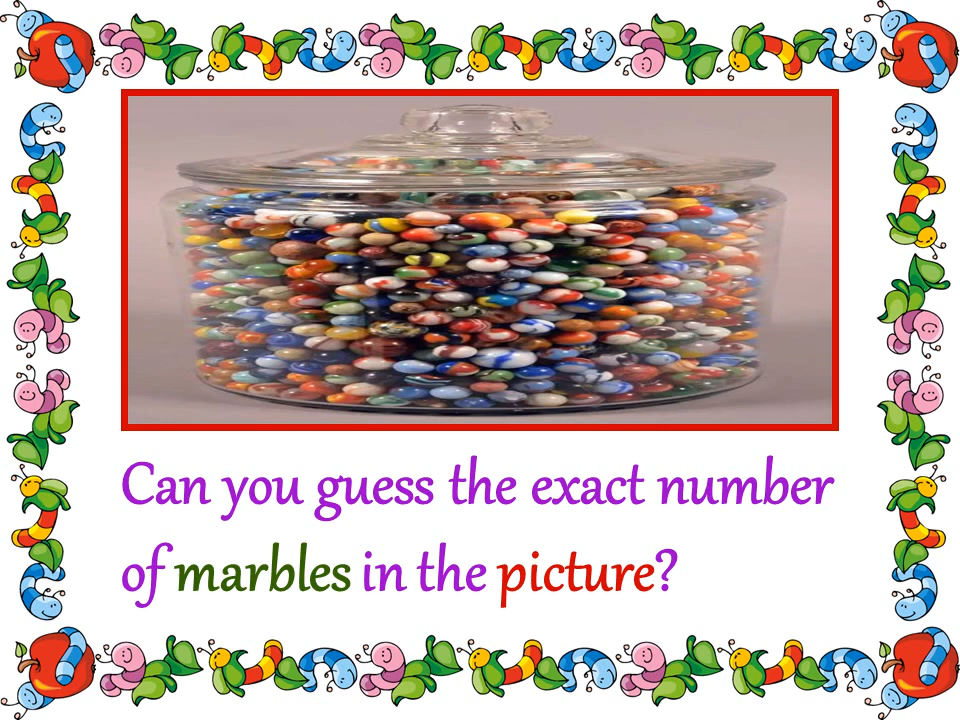 Can you guess the exact number
of marbles in the picture?